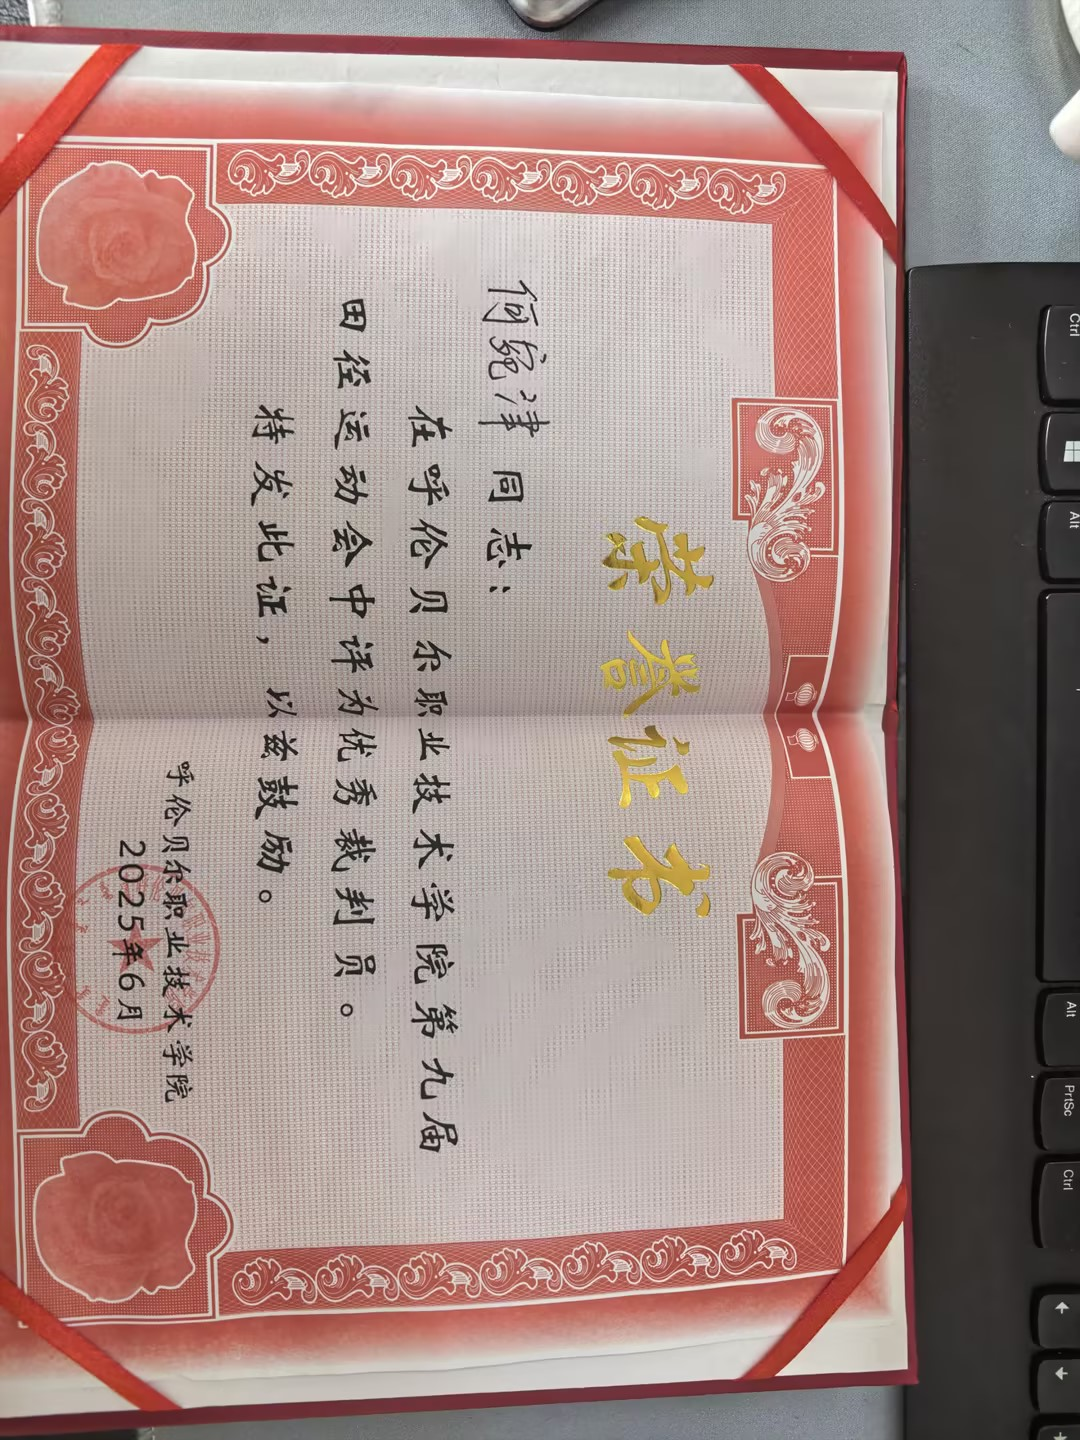 荣誉证书
何宛津同志：
在呼伦贝尔职业技术学院第九届
田径运动会中评为优秀裁判员。
特发此证，以兹鼓励。
呼伦贝尔职业技术学院
2025年6月
Ctrl
Alt
Alt
PrtSc
Ctrl